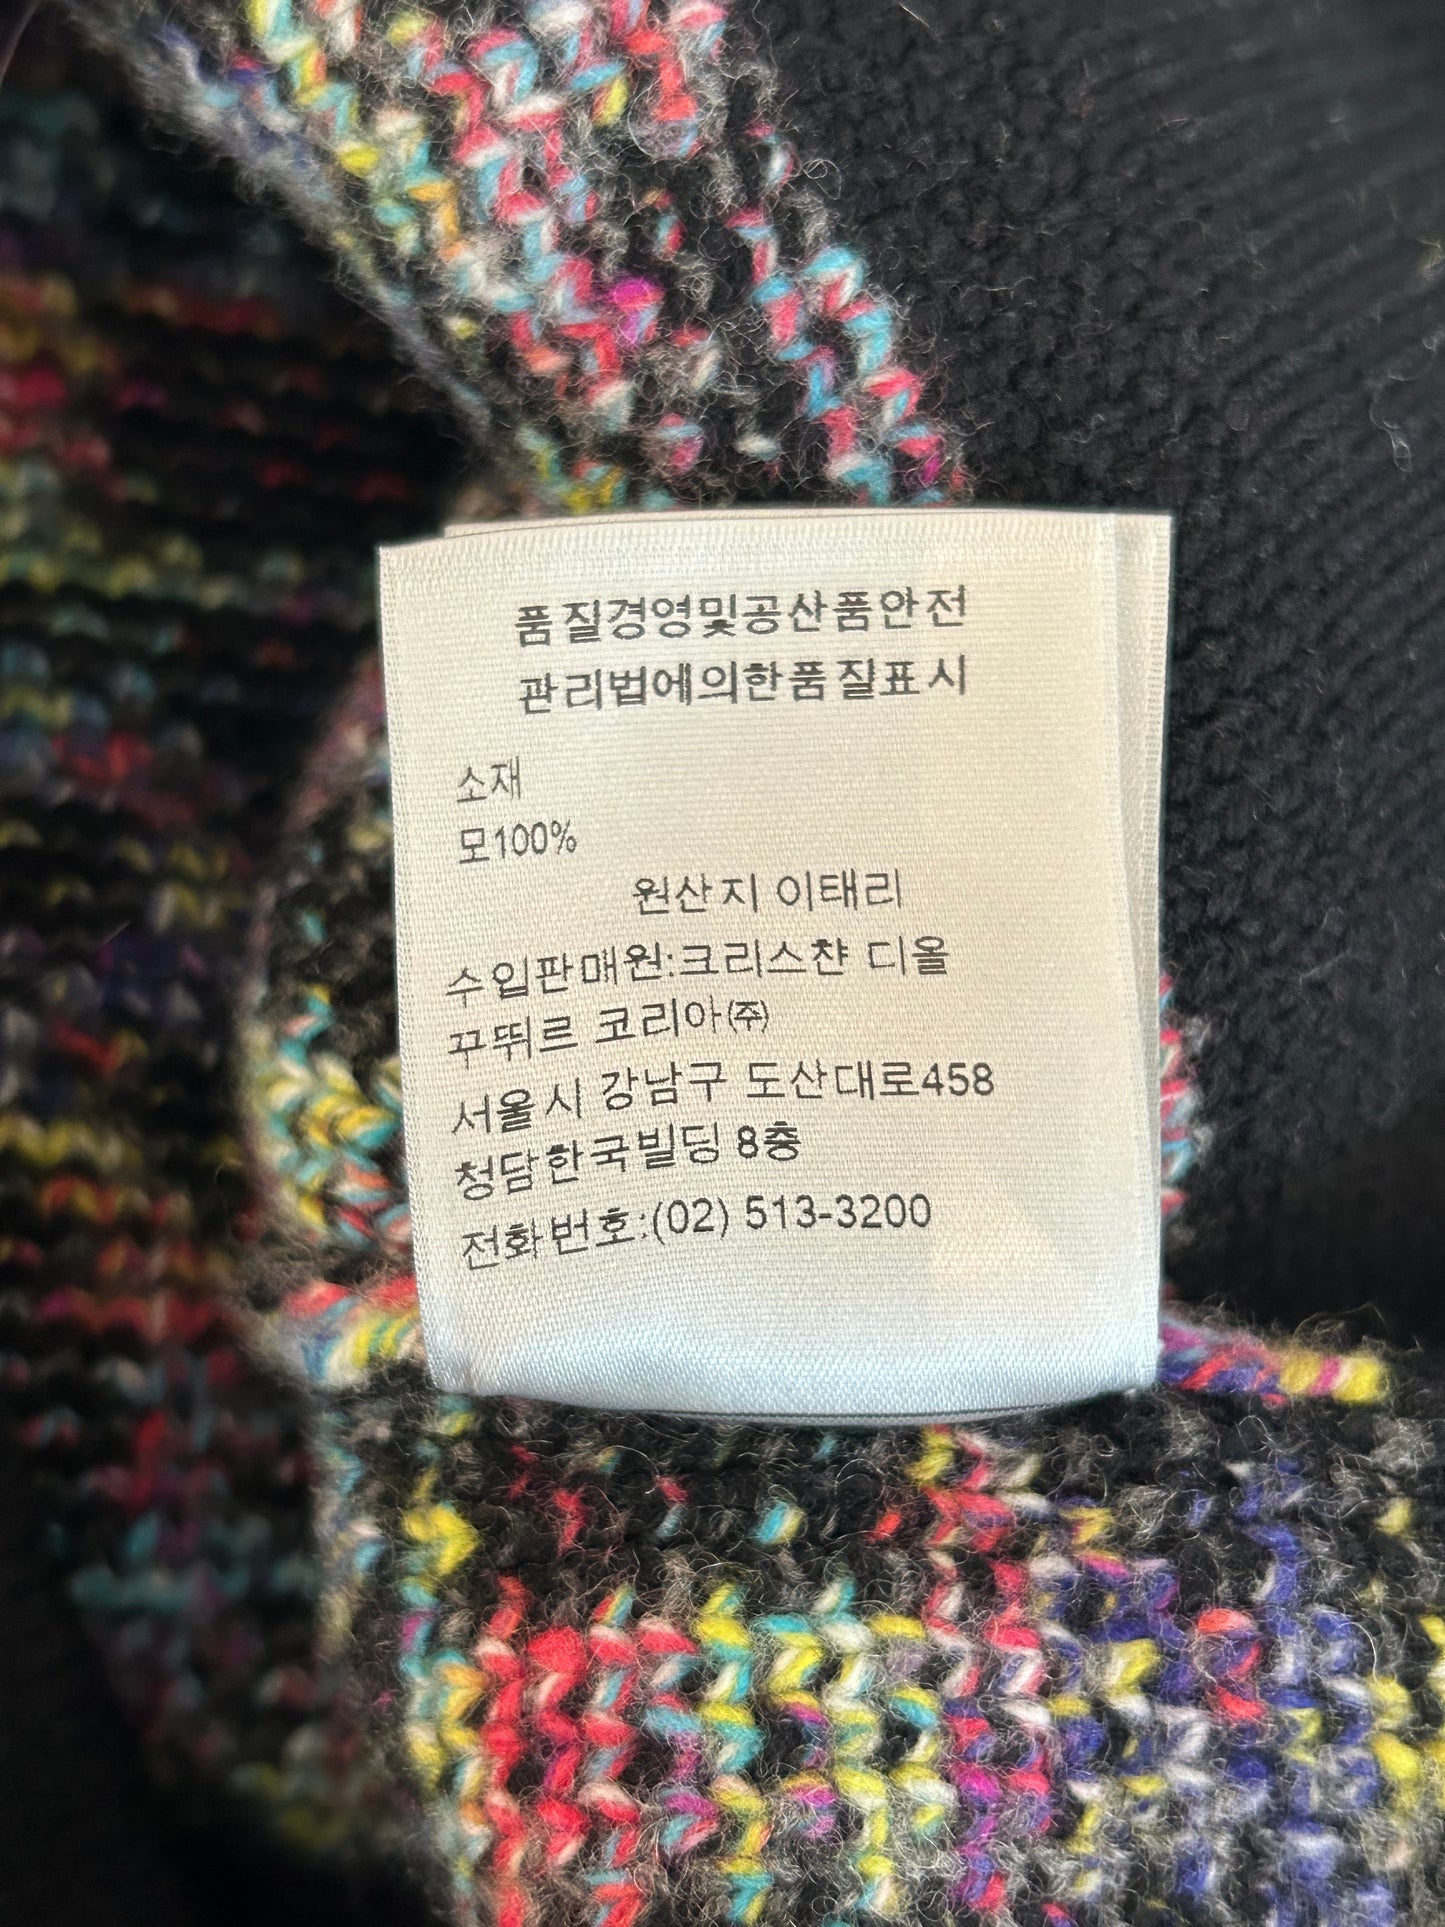 품질경영및공산품안전
관리법에의한품질표시
소재
모100%
원산지 이태리
수입판매원:크리스챤 디올
꾸뛰르 코리아㈜
서울시 강남구 도산대로458
청담한국빌딩 8층
전화번호:(02) 513-3200